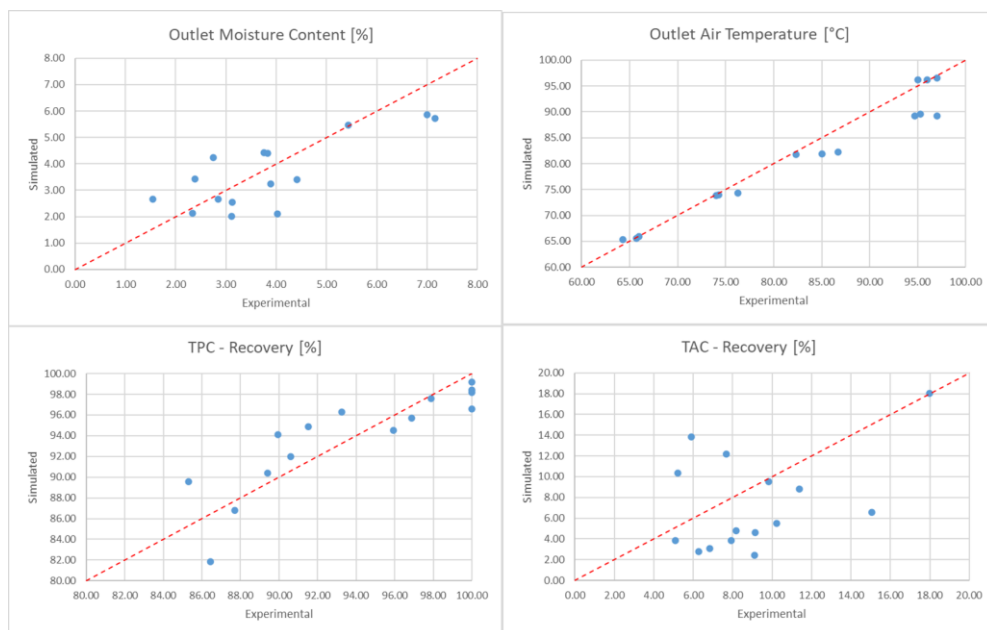 Outlet Moisture Content [%]
8.00
7.00
6.00
5.00
4.00
3.00
2.00
1.00
0.00
Simulated
0.00 1.00 2.00 3.00 4.00 5.00 6.00 7.00 8.00
Experimental
Outlet Air Temperature [°C]
100.00
95.00
90.00
85.00
80.00
75.00
70.00
65.00
60.00
Simulated
60.00 65.00 70.00 75.00 80.00 85.00 90.00 95.00 100.00
Experimental
TPC - Recovery [%]
100.00
98.00
96.00
94.00
92.00
90.00
88.00
86.00
84.00
82.00
80.00
Simulated
80.00 82.00 84.00 86.00 88.00 90.00 92.00 94.00 96.00 98.00 100.00
Experimental
TAC - Recovery [%]
20.00
18.00
16.00
14.00
12.00
10.00
8.00
6.00
4.00
2.00
0.00
Simulated
0.00 2.00 4.00 6.00 8.00 10.00 12.00 14.00 16.00 18.00 20.00
Experimental